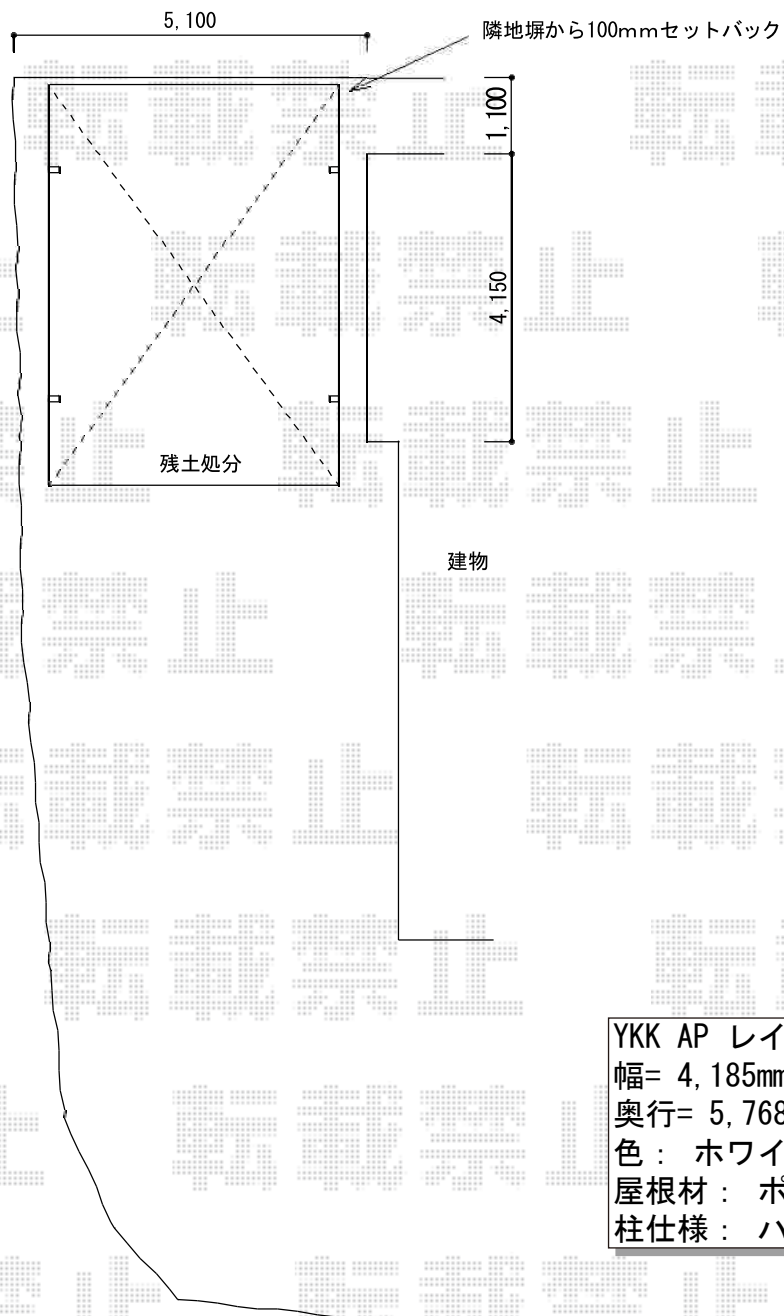 5,100
隣地塀から100mmセットバック
1,100
4,150
残土処分
建物
YKK AP レイ
幅= 4,185mm
奥行= 5,768
色： ホワイ
屋根材： ポ
柱仕様： ハ
転載禁止